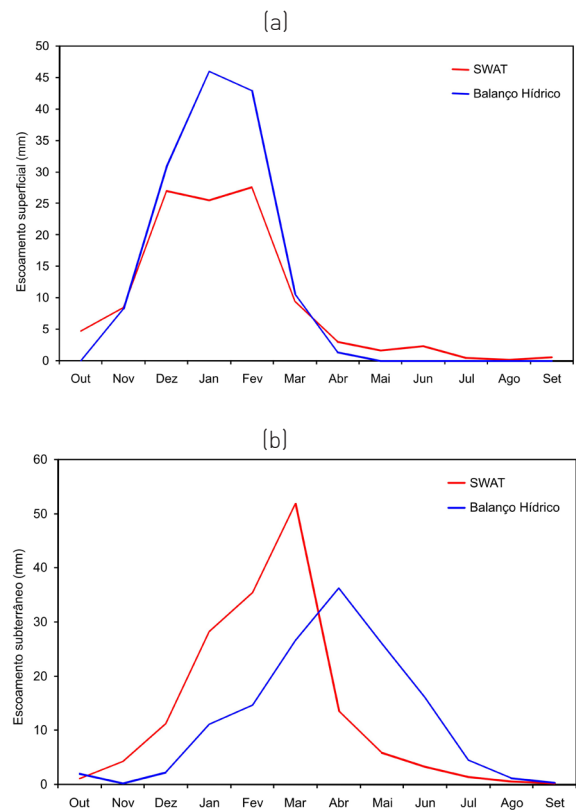 (a)
Escoamento superficial (mm)
50
45
40
35
30
25
20
15
10
5
0
SWAT
Balanço Hídrico
Out Nov Dez Jan Fev Mar Abr Mai Jun Jul Ago Set
(b)
Escoamento subterrâneo (mm)
60
50
40
30
20
10
0
SWAT
Balanço Hídrico
Out Nov Dez Jan Fev Mar Abr Mai Jun Jul Ago Set